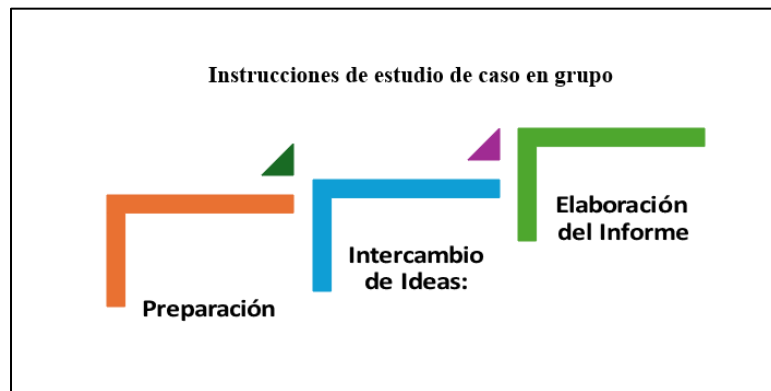 Instrucciones de estudio de caso en grupo
Preparación
Intercambio
de Ideas:
Elaboración
del Informe